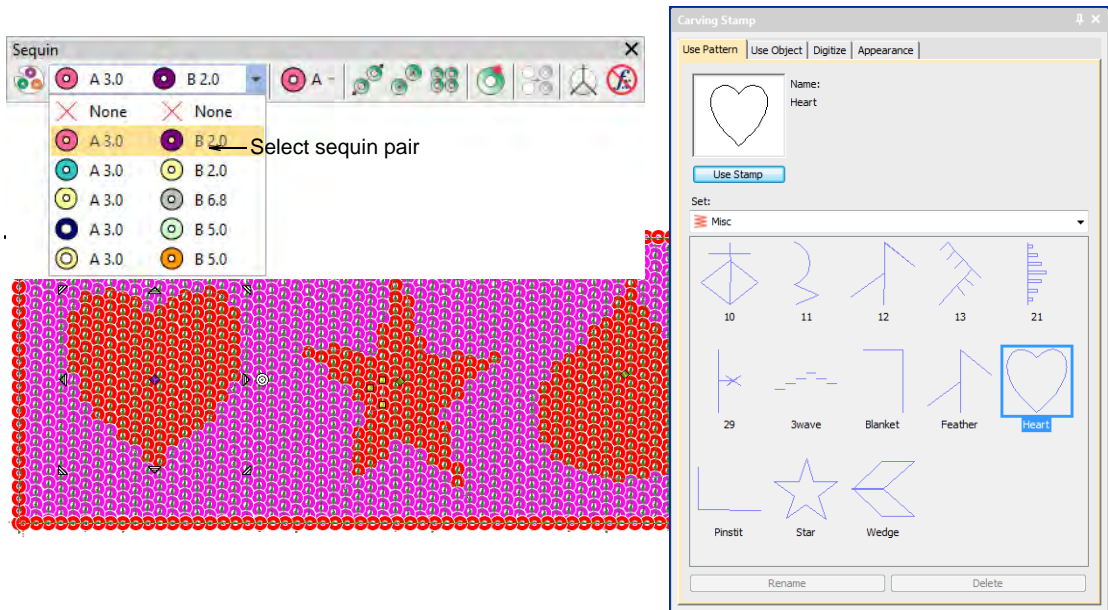 Sequin
A 3.0 B 2.0 A
None None
A 3.0 B 2.0
Select sequin pair
A 3.0 B 2.0
A 3.0 B 6.8
A 3.0 B 5.0
A 3.0 B 5.0
Carving Stamp
Use Pattern Use Object Digitize Appearance
Name:
Heart
Use Stamp
Set:
Misc
10 11 12 13 21
29 3wave Blanket Feather Heart
Pinstit Star Wedge
Rename Delete